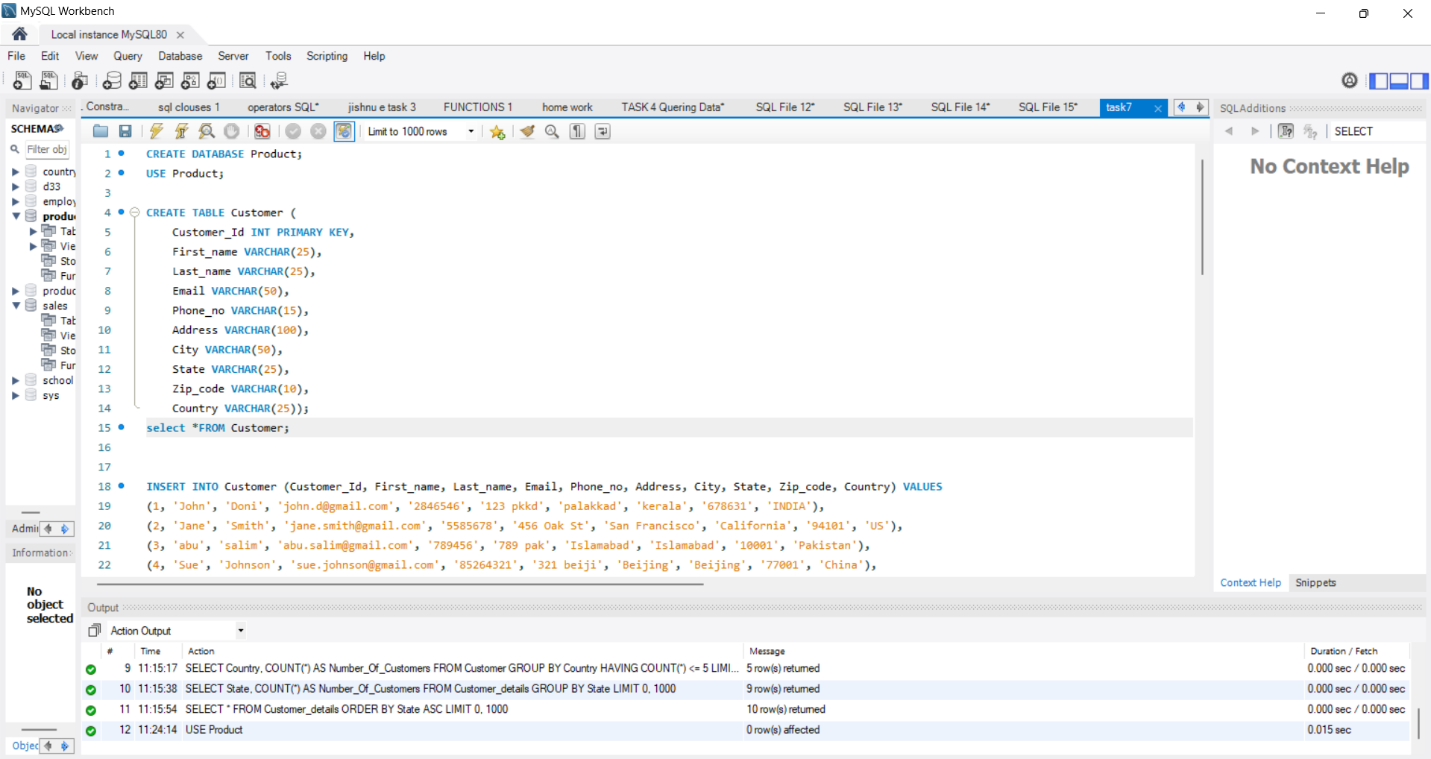 MySQL Workbench
Local instance MySQL80
File Edit View Query Database Server Tools Scripting Help
Navigator
SCHEMAS
Filter obj
country
d33
employ
produ
Tab
Vie
Sto
Fur
produc
sales
Tab
Vie
Sto
Fur
school
sys
Admin
Information
No
object
selected
Objec
. Constra... sql clouses 1 operators SQL* jishnu e task 3 FUNCTIONS 1 home work TASK 4 Quering Data* SQL File 12* SQL File 13* SQL File 14* SQL File 15* task7
Limit to 1000 rows
1 CREATE DATABASE Product;
2 USE Product;
3
4 CREATE TABLE Customer (
5 Customer_Id INT PRIMARY KEY,
6 First_name VARCHAR(25),
7 Last_name VARCHAR(25),
8 Email VARCHAR(50),
9 Phone_no VARCHAR(15),
10 Address VARCHAR(100),
11 City VARCHAR(50),
12 State VARCHAR(25),
13 Zip_code VARCHAR(10),
14 Country VARCHAR(25));
15 select *FROM Customer;
16
17
18 INSERT INTO Customer (Customer_Id, First_name, Last_name, Email, Phone_no, Address, City, State, Zip_code, Country) VALUES
19 (1, 'John', 'Doni', 'john.d@gmail.com', '2846546', '123 pkkd', 'palakkad', 'kerala', '678631', 'INDIA'),
20 (2, 'Jane', 'Smith', 'jane.smith@gmail.com', '5585678', '456 Oak St', 'San Francisco', 'California', '94101', 'US'),
21 (3, 'abu', 'salim', 'abu.salim@gmail.com', '789456', '789 pak', 'Islamabad', 'Islamabad', '10001', 'Pakistan'),
22 (4, 'Sue', 'Johnson', 'sue.johnson@gmail.com', '85264321', '321 beiji', 'Beijing', 'Beijing', '77001', 'China'),
SQLAdditions
SELECT
No Context Help
Context Help Snippets
Output
Action Output
# Time Action Message Duration / Fetch
9 11:15:17 SELECT Country, COUNT(*) AS Number_Of_Customers FROM Customer GROUP BY Country HAVING COUNT(*) <= 5 LIMI... 5 row(s) returned 0.000 sec / 0.000 sec
10 11:15:38 SELECT State, COUNT(*) AS Number_Of_Customers FROM Customer_details GROUP BY State LIMIT 0, 1000 9 row(s) returned 0.000 sec / 0.000 sec
11 11:15:54 SELECT * FROM Customer_details ORDER BY State ASC LIMIT 0, 1000 10 row(s) returned 0.000 sec / 0.000 sec
12 11:24:14 USE Product 0 row(s) affected 0.015 sec